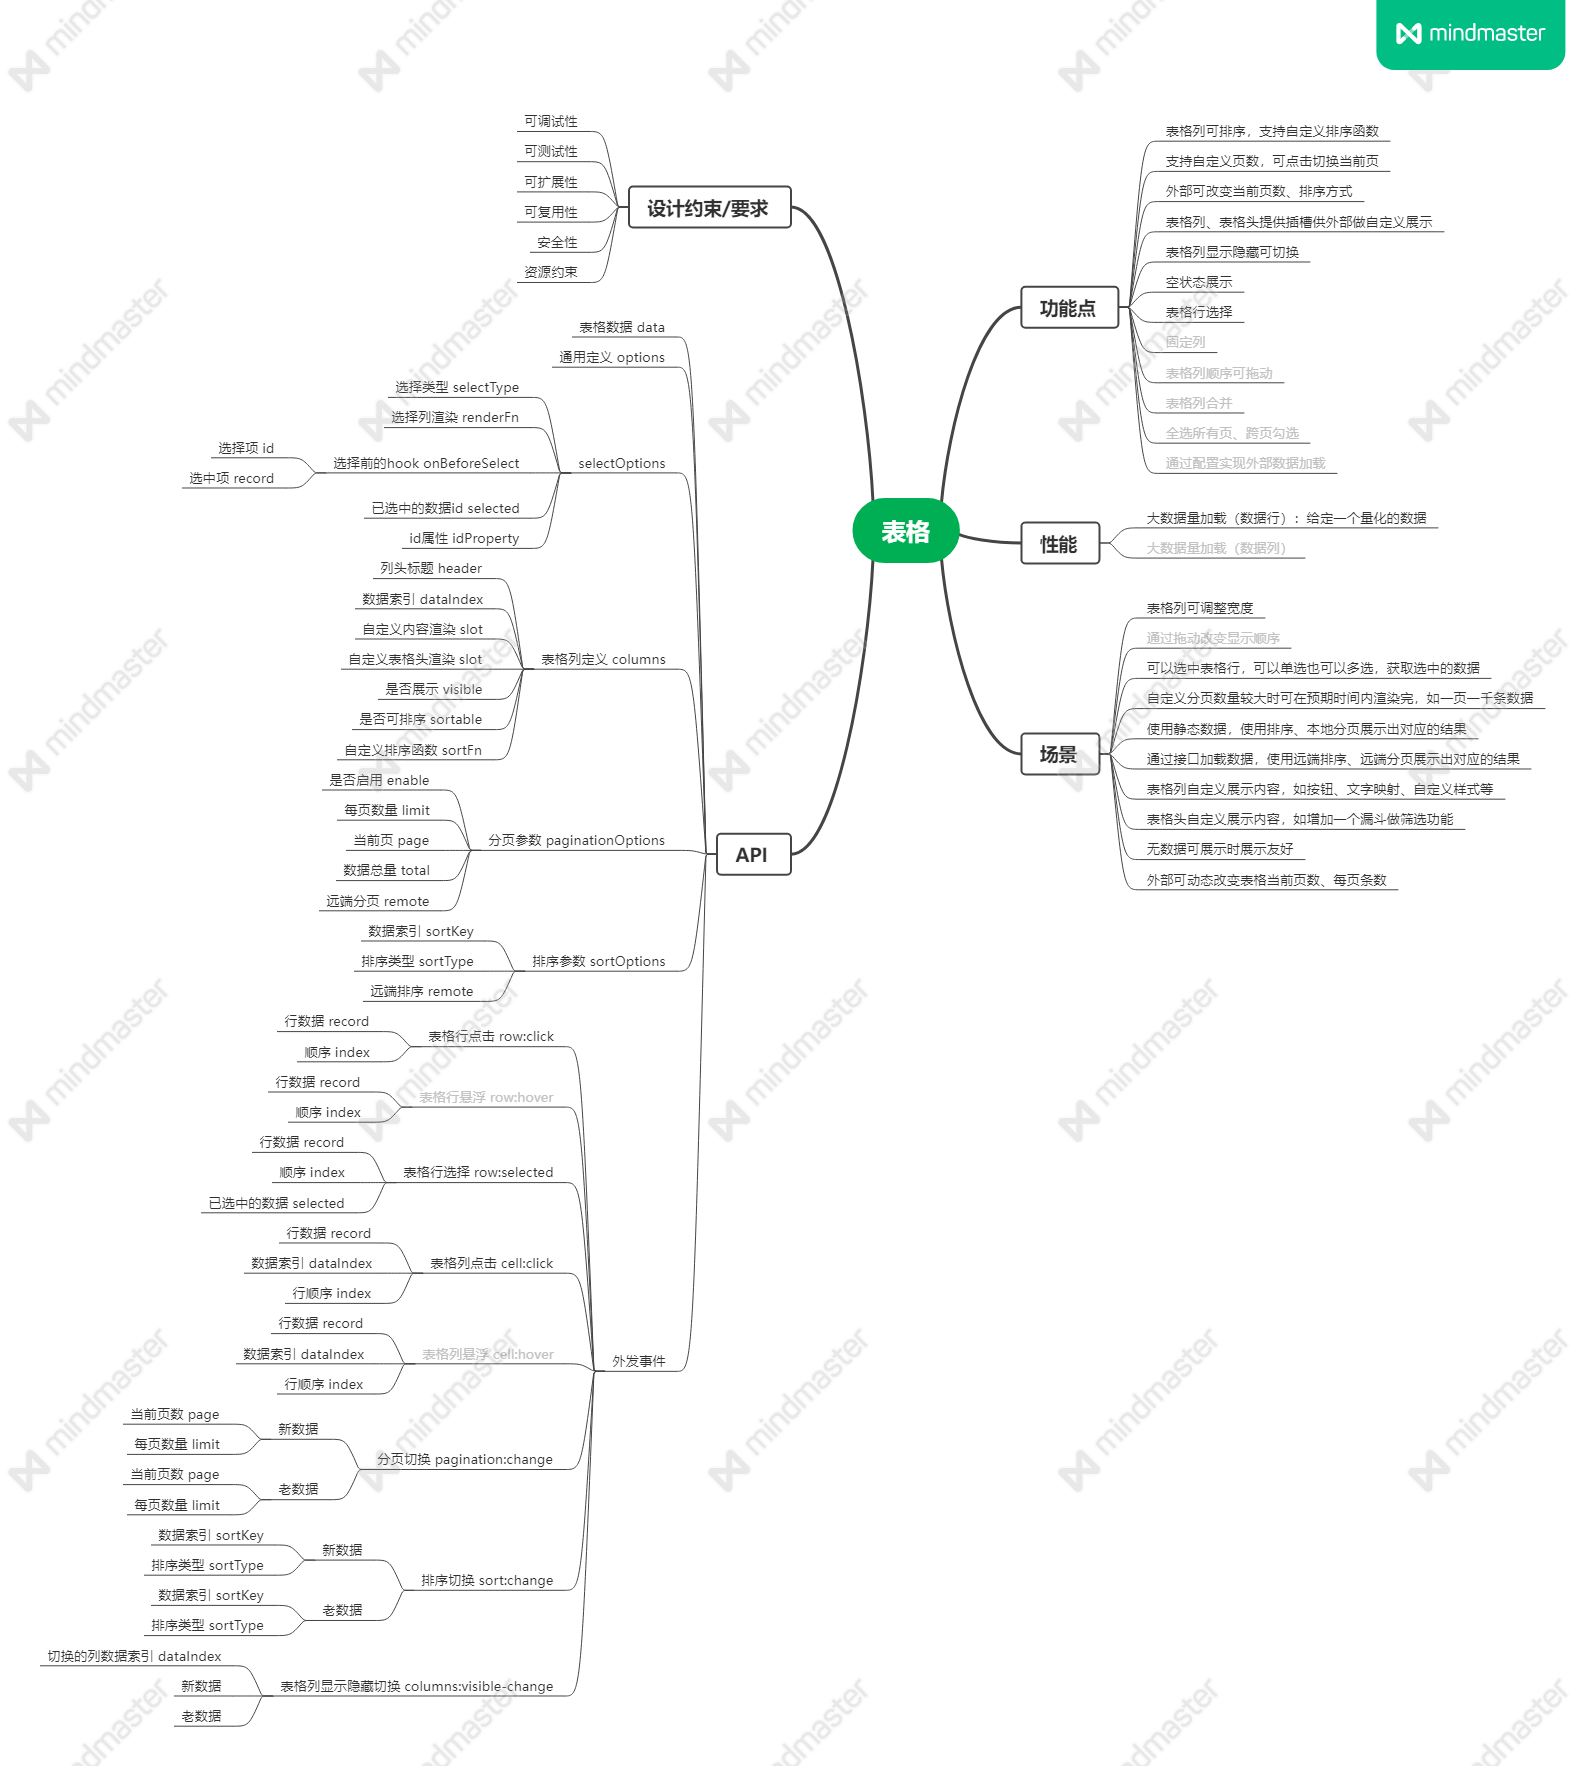 mindmaster
表格
设计约束/要求
可调试性
可测试性
可扩展性
可复用性
安全性
资源约束
API
表格数据 data
通用定义 options
selectOptions
选择类型 selectType
选择列渲染 renderFn
选择前的hook onBeforeSelect
选择项 id
选中项 record
已选中的数据id selected
id属性 idProperty
表格列定义 columns
列头标题 header
数据索引 dataIndex
自定义内容渲染 slot
自定义表格头渲染 slot
是否展示 visible
是否可排序 sortable
自定义排序函数 sortFn
分页参数 paginationOptions
是否启用 enable
每页数量 limit
当前页 page
数据总量 total
远端分页 remote
排序参数 sortOptions
数据索引 sortKey
排序类型 sortType
远端排序 remote
外发事件
表格行点击 row:click
行数据 record
顺序 index
表格行悬浮 row:hover
行数据 record
顺序 index
表格行选择 row:selected
行数据 record
顺序 index
已选中的数据 selected
表格列点击 cell:click
行数据 record
数据索引 dataIndex
行顺序 index
表格列悬浮 cell:hover
行数据 record
数据索引 dataIndex
行顺序 index
分页切换 pagination:change
新数据
当前页数 page
每页数量 limit
老数据
当前页数 page
每页数量 limit
排序切换 sort:change
新数据
数据索引 sortKey
排序类型 sortType
老数据
数据索引 sortKey
排序类型 sortType
表格列显示隐藏切换 columns:visible-change
切换的列数据索引 dataIndex
新数据
老数据
功能点
表格列可排序，支持自定义排序函数
支持自定义页数，可点击切换当前页
外部可改变当前页数、排序方式
表格列、表格头提供插槽供外部做自定义展示
表格列显示隐藏可切换
空状态展示
表格行选择
固定列
表格列顺序可拖动
表格列合并
全选所有页、跨页勾选
通过配置实现外部数据加载
性能
大数据量加载（数据行）：给定一个量化的数据
大数据量加载（数据列）
场景
表格列可调整宽度
通过拖动改变显示顺序
可以选中表格行，可以单选也可以多选，获取选中的数据
自定义分页数量较大时可在预期时间内渲染完，如一页一千条数据
使用静态数据，使用排序、本地分页展示出对应的结果
通过接口加载数据，使用远端排序、远端分页展示出对应的结果
表格列自定义展示内容，如按钮、文字映射、自定义样式等
表格头自定义展示内容，如增加一个漏斗做筛选功能
无数据可展示时展示友好
外部可动态改变表格当前页数、每页条数